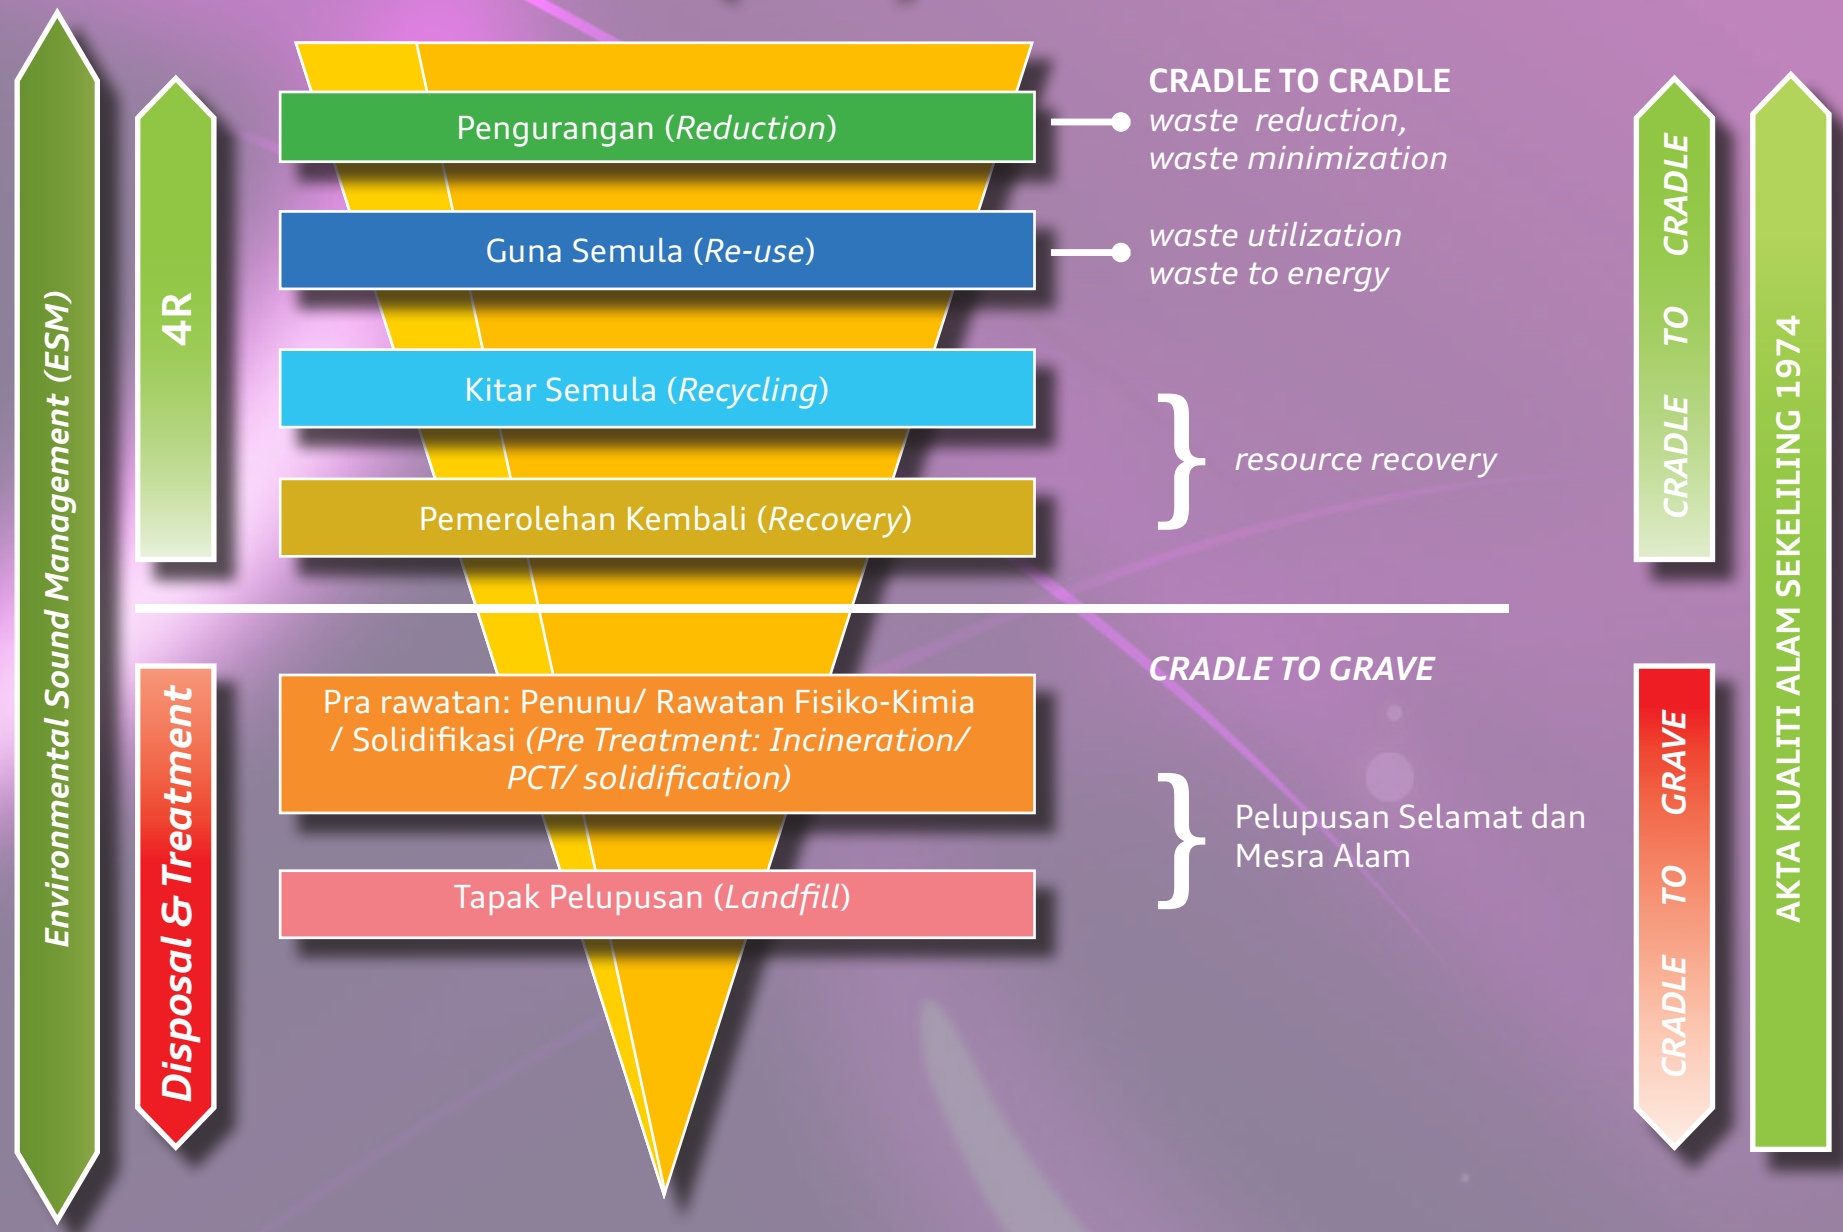 Environmental Sound Management (ESM)
4R
Disposal & Treatment
Pengurangan (Reduction)
Guna Semula (Re-use)
Kitar Semula (Recycling)
Pemerolehan Kembali (Recovery)
Pra rawatan: Penunu/ Rawatan Fisiko-Kimia
/ Solidifikasi (Pre Treatment: Incineration/
PCT/ solidification)
Tapak Pelupusan (Landfill)
CRADLE TO CRADLE
waste reduction,
waste minimization
waste utilization
waste to energy
resource recovery
CRADLE TO GRAVE
Pelupusan Selamat dan
Mesra Alam
CRADLE TO CRADLE
CRADLE TO GRAVE
AKTA KUALITI ALAM SEKELILING 1974